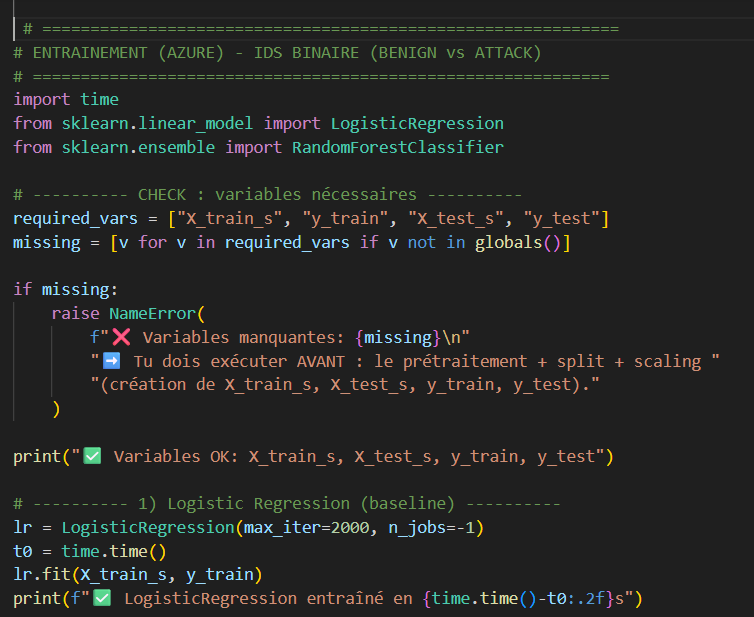 # =============================================================
# ENTRAINEMENT (AZURE) - IDS BINAIRE (BENIGN vs ATTACK)
# ============================================================
import time
from sklearn.linear_model import LogisticRegression
from sklearn.ensemble import RandomForestClassifier
# ---------- CHECK : variables nécessaires ----------
required_vars = ["X_train_s", "y_train", "X_test_s", "y_test"]
missing = [v for v in required_vars if v not in globals()]
if missing:
    raise NameError(
        f"❌ Variables manquantes: {missing}\n"
        "➡️ Tu dois exécuter AVANT : le prétraitement + split + scaling "
        "(création de X_train_s, X_test_s, y_train, y_test)."
    )
print("✅ Variables OK: X_train_s, X_test_s, y_train, y_test")
# ---------- 1) Logistic Regression (baseline) ----------
lr = LogisticRegression(max_iter=2000, n_jobs=-1)
t0 = time.time()
lr.fit(X_train_s, y_train)
print(f"✅ LogisticRegression entraîné en {time.time()-t0:.2f}s")